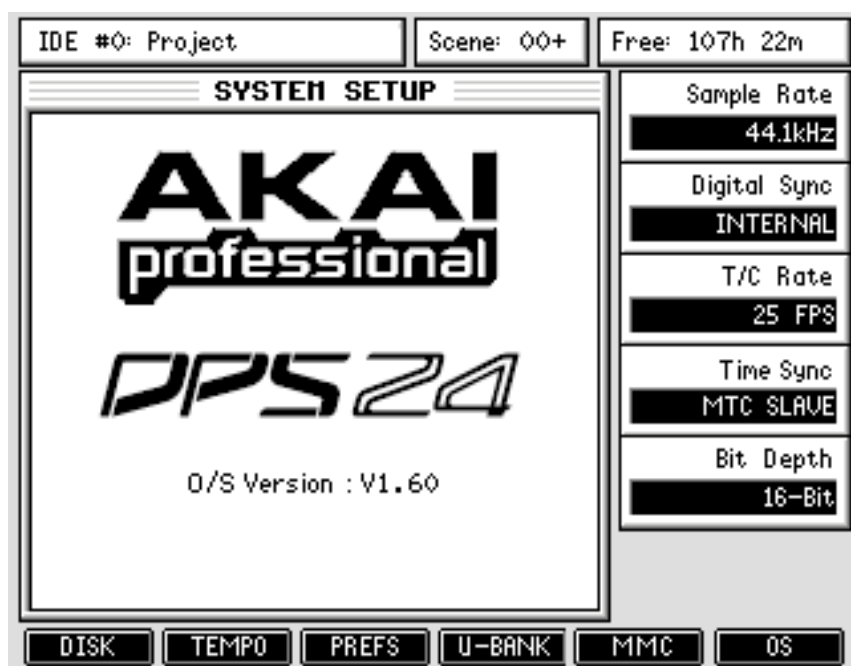 IDE #0: Project
Scene: 00+
Free: 107h 22m
SYSTEM SETUP
AKAI
professional
DPS24
O/S Version : V1.60
Sample Rate
44.1kHz
Digital Sync
INTERNAL
T/C Rate
25 FPS
Time Sync
MTC SLAVE
Bit Depth
16-Bit
DISK
TEMPO
PREFS
U-BANK
MMC
OS